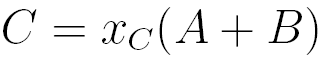 C = x_C(A + B)